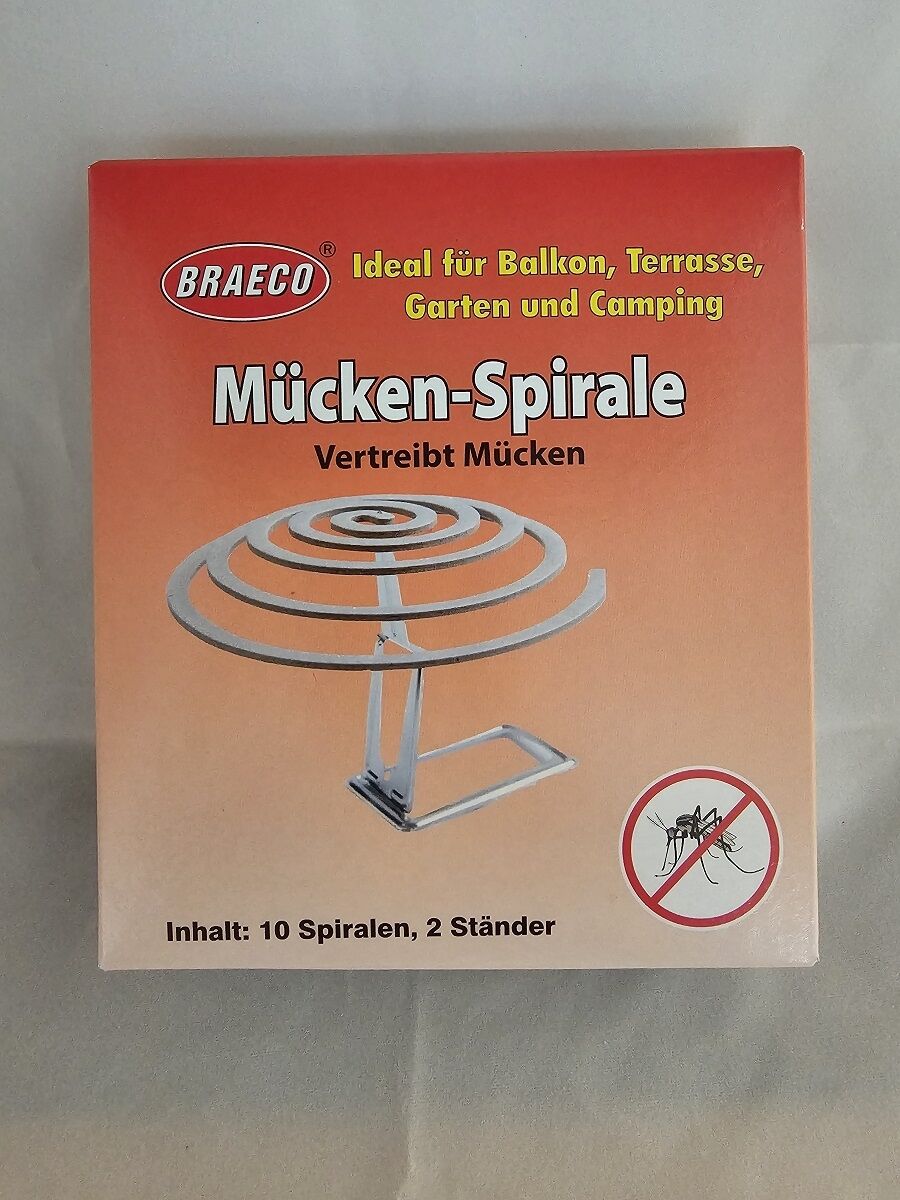 BRAECO®
Ideal für Balkon, Terrasse,
Garten und Camping
Mücken-Spirale
Vertreibt Mücken
Inhalt: 10 Spiralen, 2 Ständer